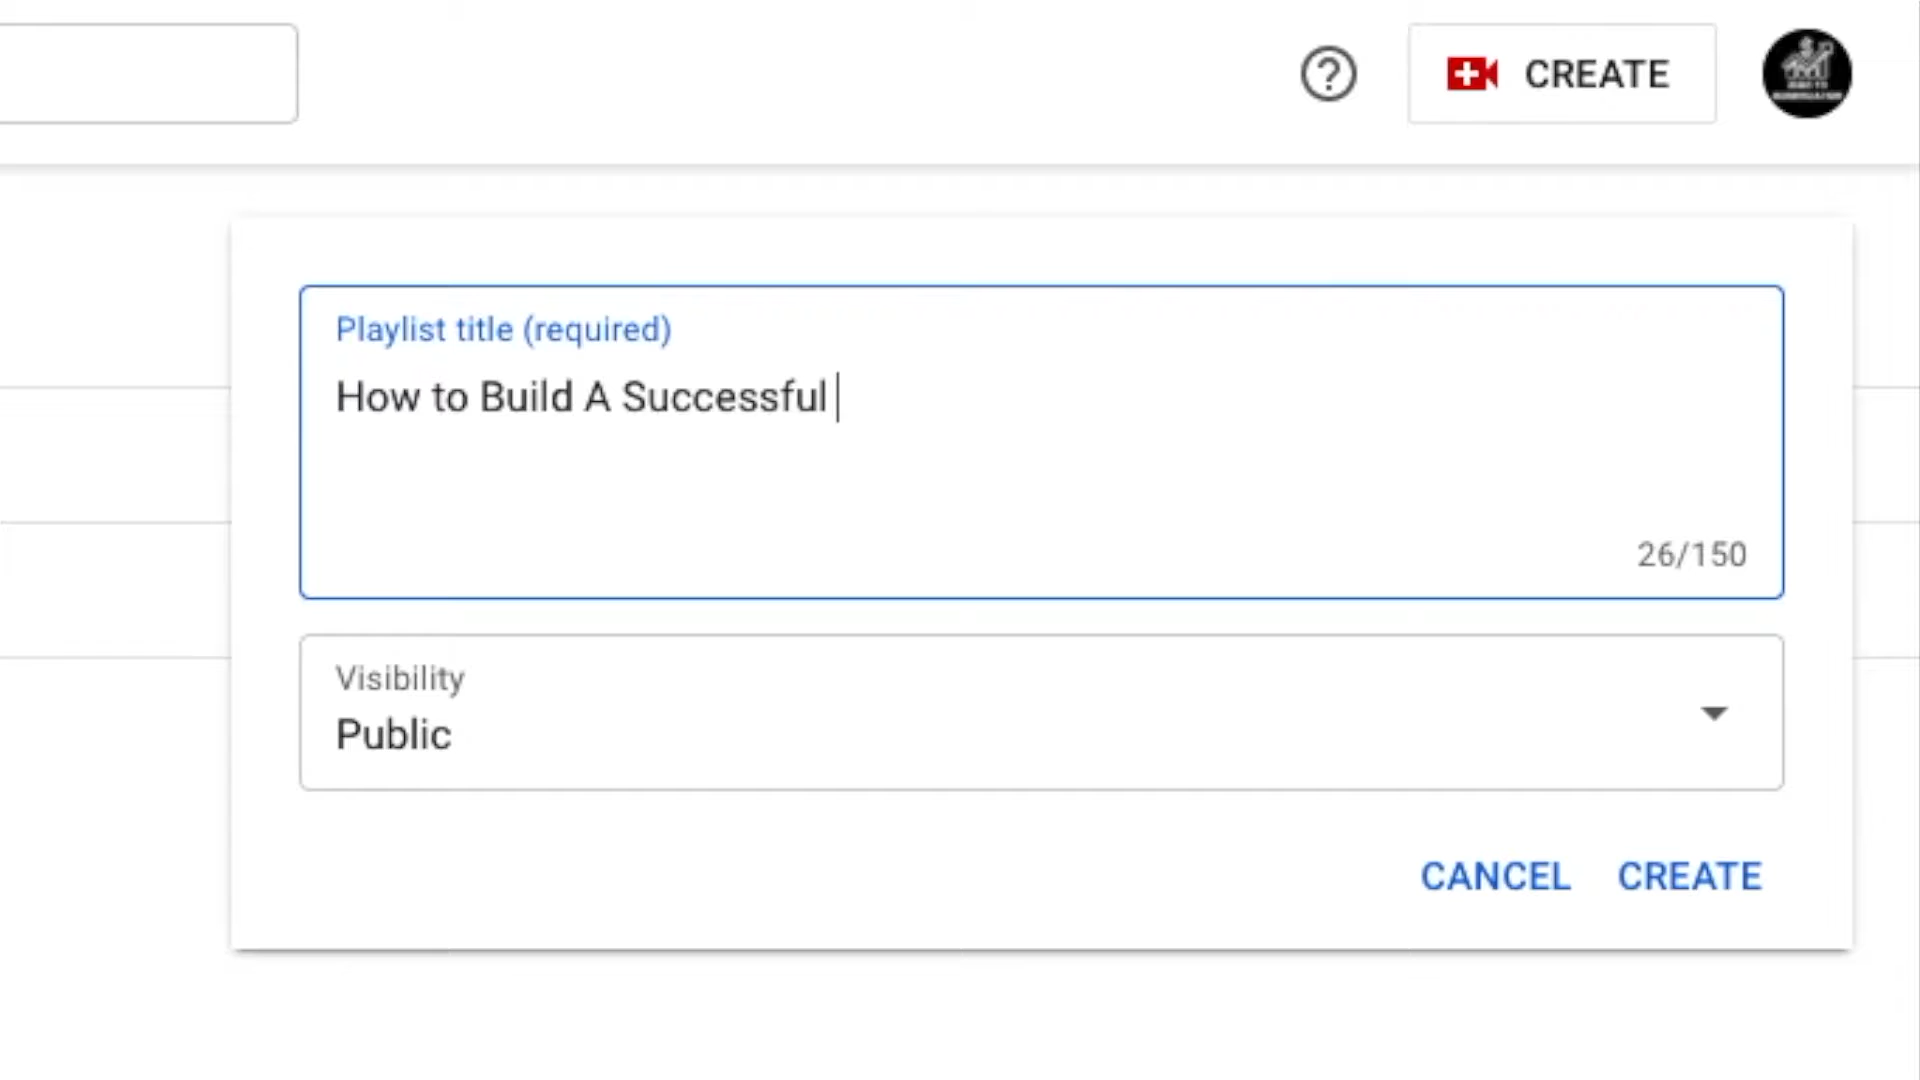 CREATE
Playlist title (required)
How to Build A Successful
26/150
Visibility
Public
CANCEL CREATE